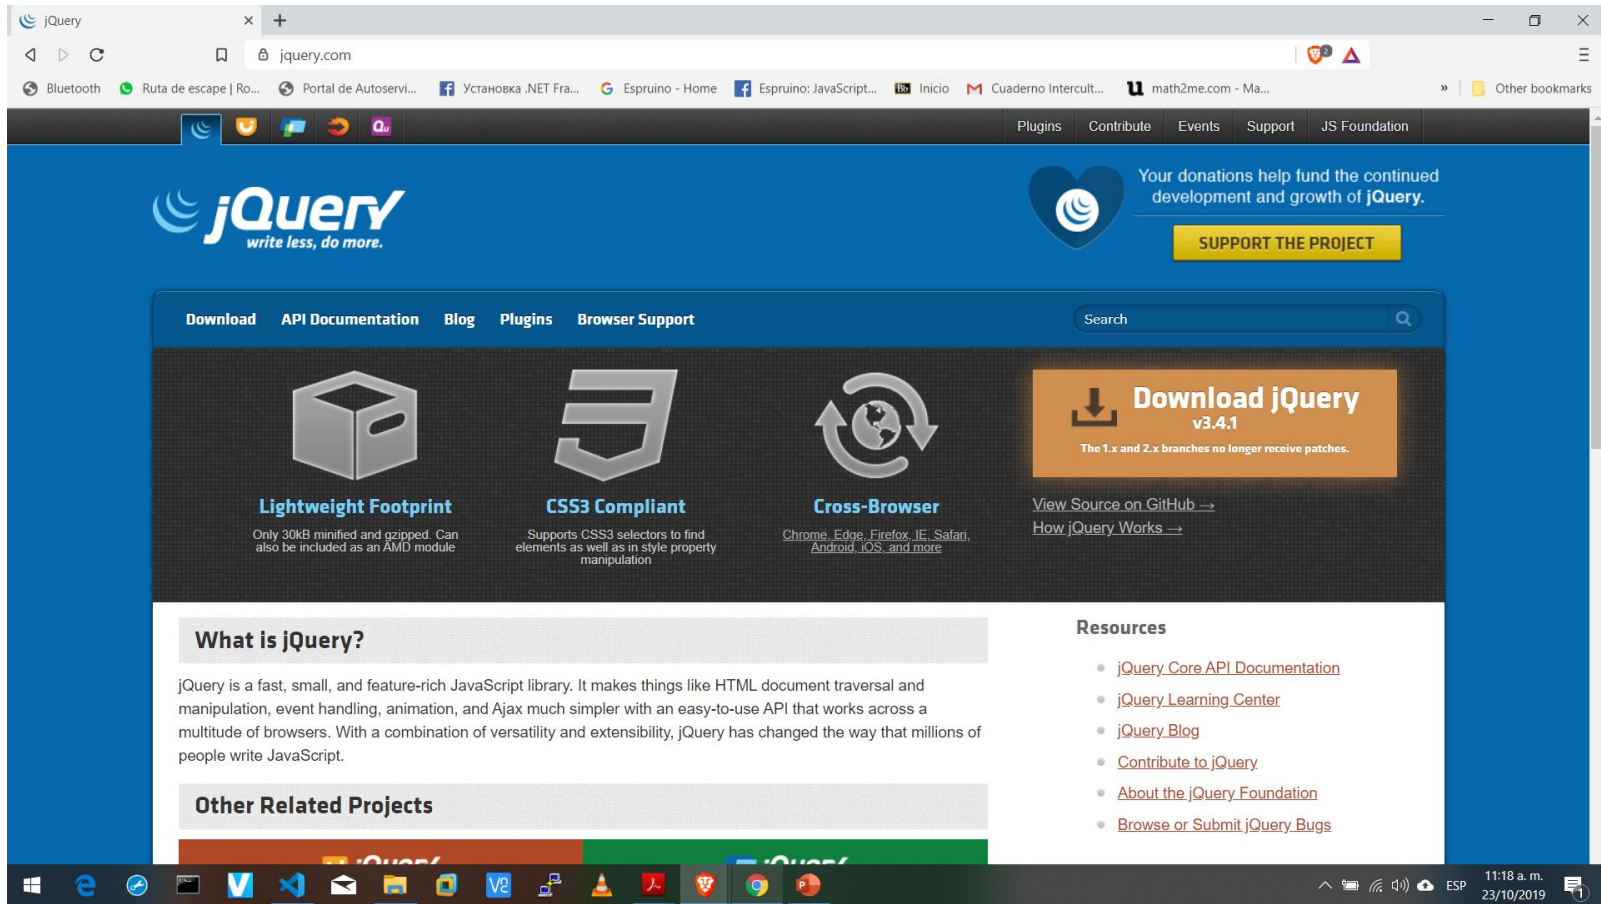 jQuery
jquery.com
2
Bluetooth
Ruta de escape | Ro...
Portal de Autoservi...
Установка .NET Fra...
Espruino - Home
Espruino: JavaScript...
Bb Inicio
Cuaderno Intercult...
math2me.com - Ma...
»
Other bookmarks
Plugins
Contribute
Events
Support
JS Foundation
jQuery
write less, do more.
Your donations help fund the continued
development and growth of jQuery.
SUPPORT THE PROJECT
Download
API Documentation
Blog
Plugins
Browser Support
Search
Lightweight Footprint
Only 30kB minified and gzipped. Can
also be included as an AMD module
CSS3 Compliant
Supports CSS3 selectors to find
elements as well as in style property
manipulation
Cross-Browser
Chrome, Edge, Firefox, IE, Safari,
Android, iOS, and more
Download jQuery
v3.4.1
The 1.x and 2.x branches no longer receive patches.
View Source on GitHub →
How jQuery Works →
What is jQuery?
jQuery is a fast, small, and feature-rich JavaScript library. It makes things like HTML document traversal and
manipulation, event handling, animation, and Ajax much simpler with an easy-to-use API that works across a
multitude of browsers. With a combination of versatility and extensibility, jQuery has changed the way that millions of
people write JavaScript.
Other Related Projects
jQuery
jQuery
Resources
jQuery Core API Documentation
jQuery Learning Center
jQuery Blog
Contribute to jQuery
About the jQuery Foundation
Browse or Submit jQuery Bugs
ESP
11:18 a. m.
23/10/2019
1